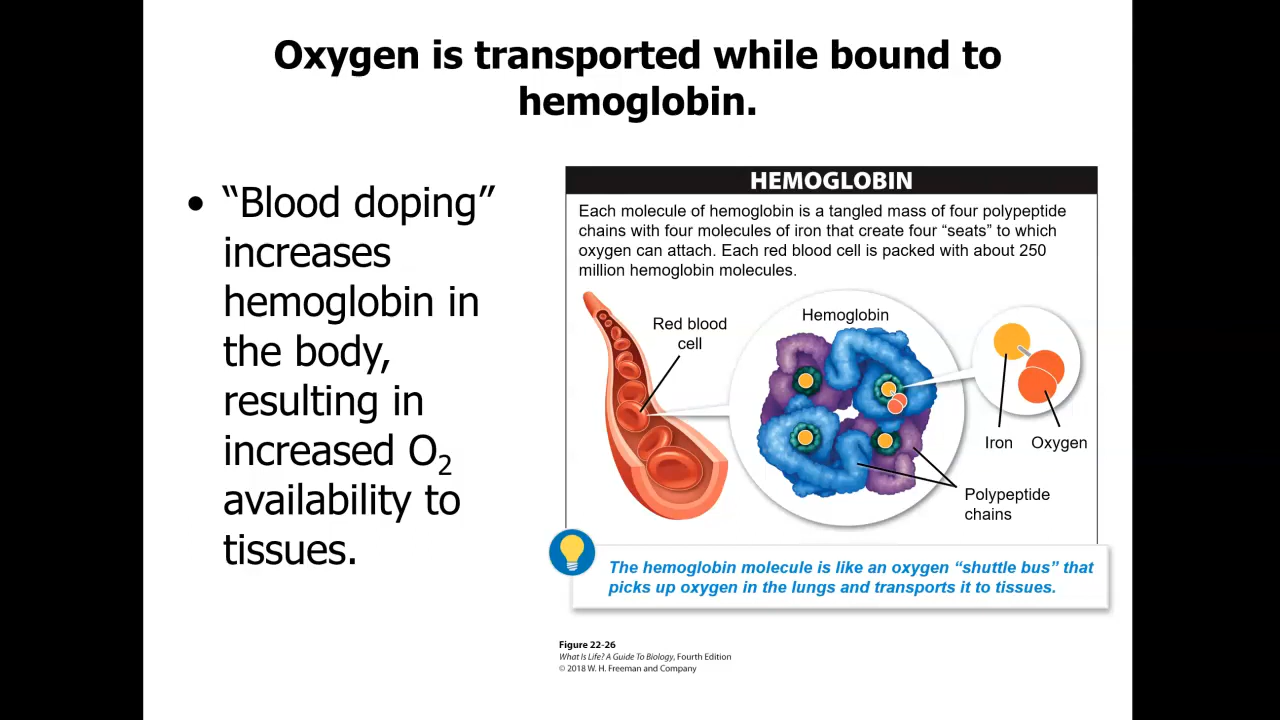 Oxygen is transported while bound to
hemoglobin.
• “Blood doping”
increases
hemoglobin in
the body,
resulting in
increased O₂
availability to
tissues.
HEMOGLOBIN
Each molecule of hemoglobin is a tangled mass of four polypeptide
chains with four molecules of iron that create four “seats” to which
oxygen can attach. Each red blood cell is packed with about 250
million hemoglobin molecules.
Red blood
cell
Hemoglobin
Iron
Oxygen
Polypeptide
chains
The hemoglobin molecule is like an oxygen “shuttle bus” that
picks up oxygen in the lungs and transports it to tissues.
Figure 22-26
What Is Life? A Guide To Biology, Fourth Edition
© 2018 W. H. Freeman and Company